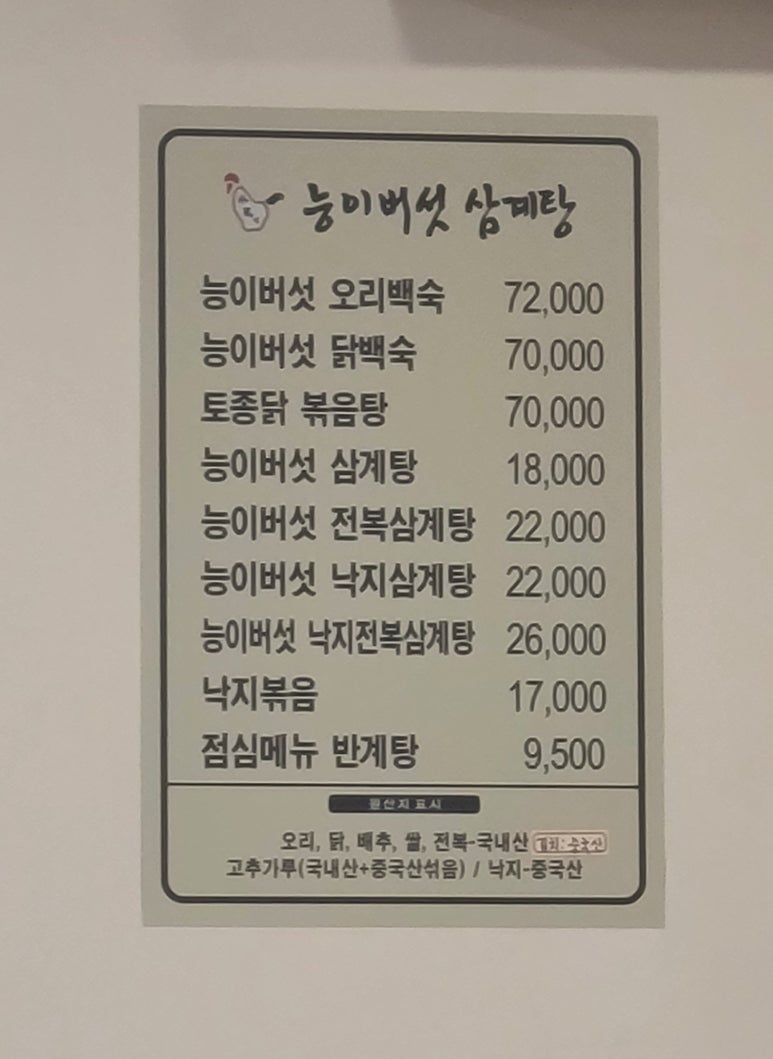 능이버섯 삼계탕
능이버섯 오리백숙 72,000
능이버섯 닭백숙 70,000
토종닭 볶음탕 70,000
능이버섯 삼계탕 18,000
능이버섯 전복삼계탕 22,000
능이버섯 낙지삼계탕 22,000
능이버섯 낙지전복삼계탕 26,000
낙지볶음 17,000
점심메뉴 반계탕 9,500
원산지 표시
오리, 닭, 배추, 쌀, 전복-국내산
고추가루(국내산+중국산섞음) / 낙지-중국산